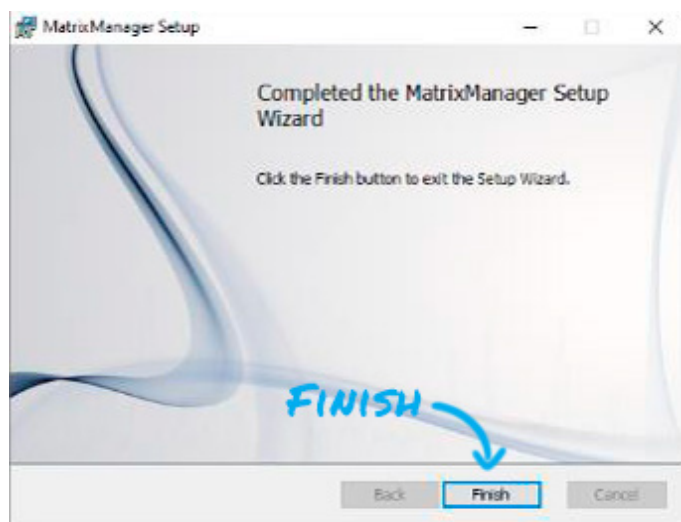 MatrixManager Setup
Completed the MatrixManager Setup
Wizard
Click the Finish button to exit the Setup Wizard.
FINISH
Back
Finish
Cancel